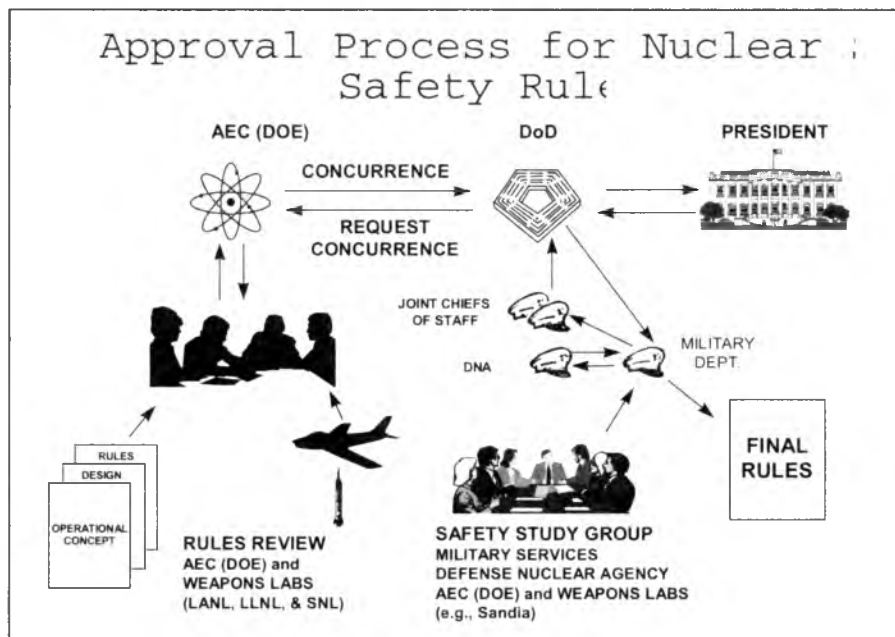 Approval Process for Nuclear
Safety Rule
AEC (DOE)
DoD
PRESIDENT
CONCURRENCE
REQUEST
CONCURRENCE
JOINT CHIEFS
OF STAFF
DNA
MILITARY
DEPT.
RULES
DESIGN
OPERATIONAL
CONCEPT
RULES REVIEW
AEC (DOE) and
WEAPONS LABS
(LANL, LLNL, & SNL)
SAFETY STUDY GROUP
MILITARY SERVICES
DEFENSE NUCLEAR AGENCY
AEC (DOE) and WEAPONS LABS
(e.g., Sandia)
FINAL
RULES